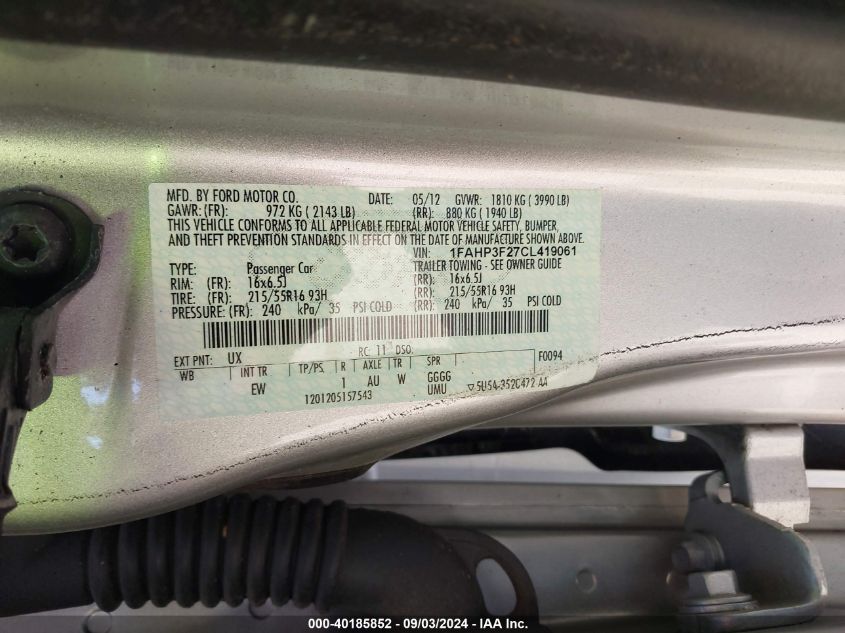 MFD. BY FORD MOTOR CO. DATE: 05/12 GVWR: 1810 KG ( 3990 LB)
GAWR: (FR): 972 KG ( 2143 LB) (RR): 880 KG ( 1940 LB)
THIS VEHICLE CONFORMS TO ALL APPLICABLE FEDERAL MOTOR VEHICLE SAFETY, BUMPER,
AND THEFT PREVENTION STANDARDS IN EFFECT ON THE DATE OF MANUFACTURE SHOWN ABOVE.
VIN: 1FAHP3F27CL419061
TYPE: Passenger Car TRAILER TOWING - SEE OWNER GUIDE
RIM: (FR): 16x6.5J (RR): 16x6.5J
TIRE: (FR): 215/55R16 93H (RR): 215/55R16 93H
PRESSURE: (FR): 240 kPa/ 35 PSI COLD (RR): 240 kPa/ 35 PSI COLD
EXT PNT: UX RC: 11 DSO: F0094
WB INT TR TP/PS R AXLE TR SPR
EW 1 AU W GGGG
1201205157543 UMU 5U54-3520472 AA
000-40185852 - 09/03/2024 - IAA Inc.